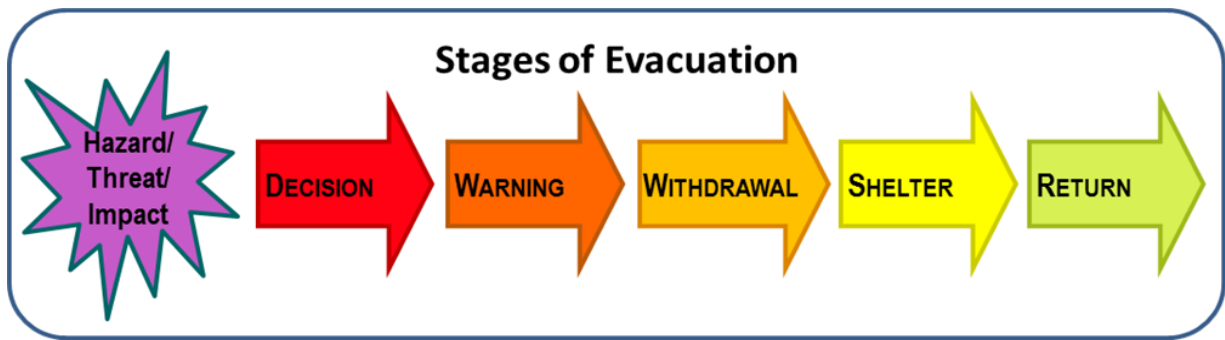 Stages of Evacuation
Hazard/
Threat/
Impact
DECISION
WARNING
WITHDRAWAL
SHELTER
RETURN